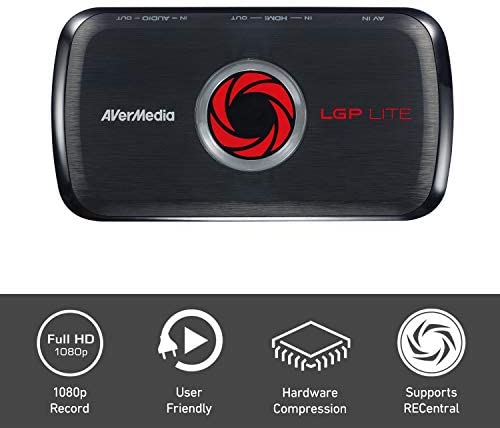 IN — AUDIO — OUT
IN — HDMI — OUT
AV IN
AVerMedia
LGP LITE
Full HD
1080p
1080p
Record
User
Friendly
Hardware
Compression
Supports
RECentral